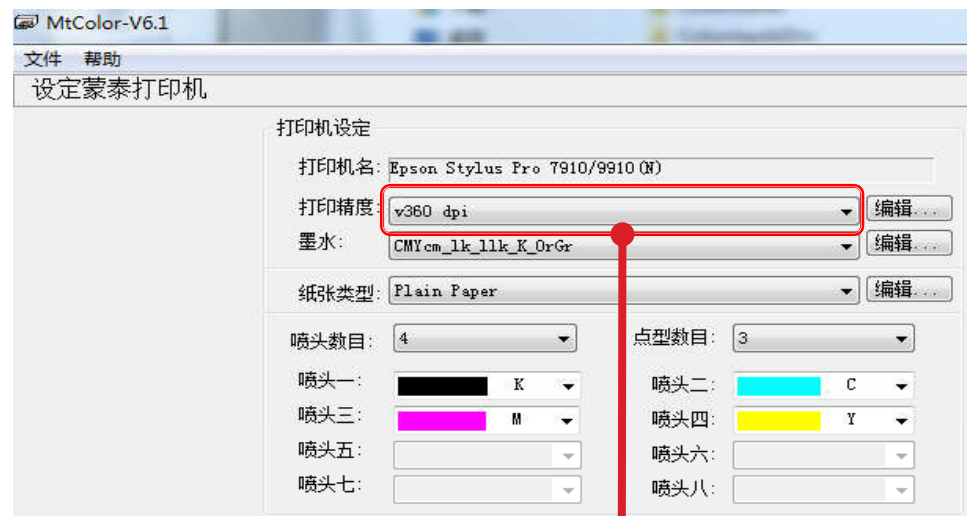 MtColor-V6.1
文件 帮助
设定蒙泰打印机
打印机设定
打印机名: Epson Stylus Pro 7910/9910(N)
打印精度: v360 dpi 编辑...
墨水: CMYcm_lk_llk_K_OrGr 编辑...
纸张类型: Plain Paper 编辑...
喷头数目: 4 点型数目: 3
喷头一: K 喷头二: C
喷头三: M 喷头四: Y
喷头五: 喷头六:
喷头七: 喷头八: